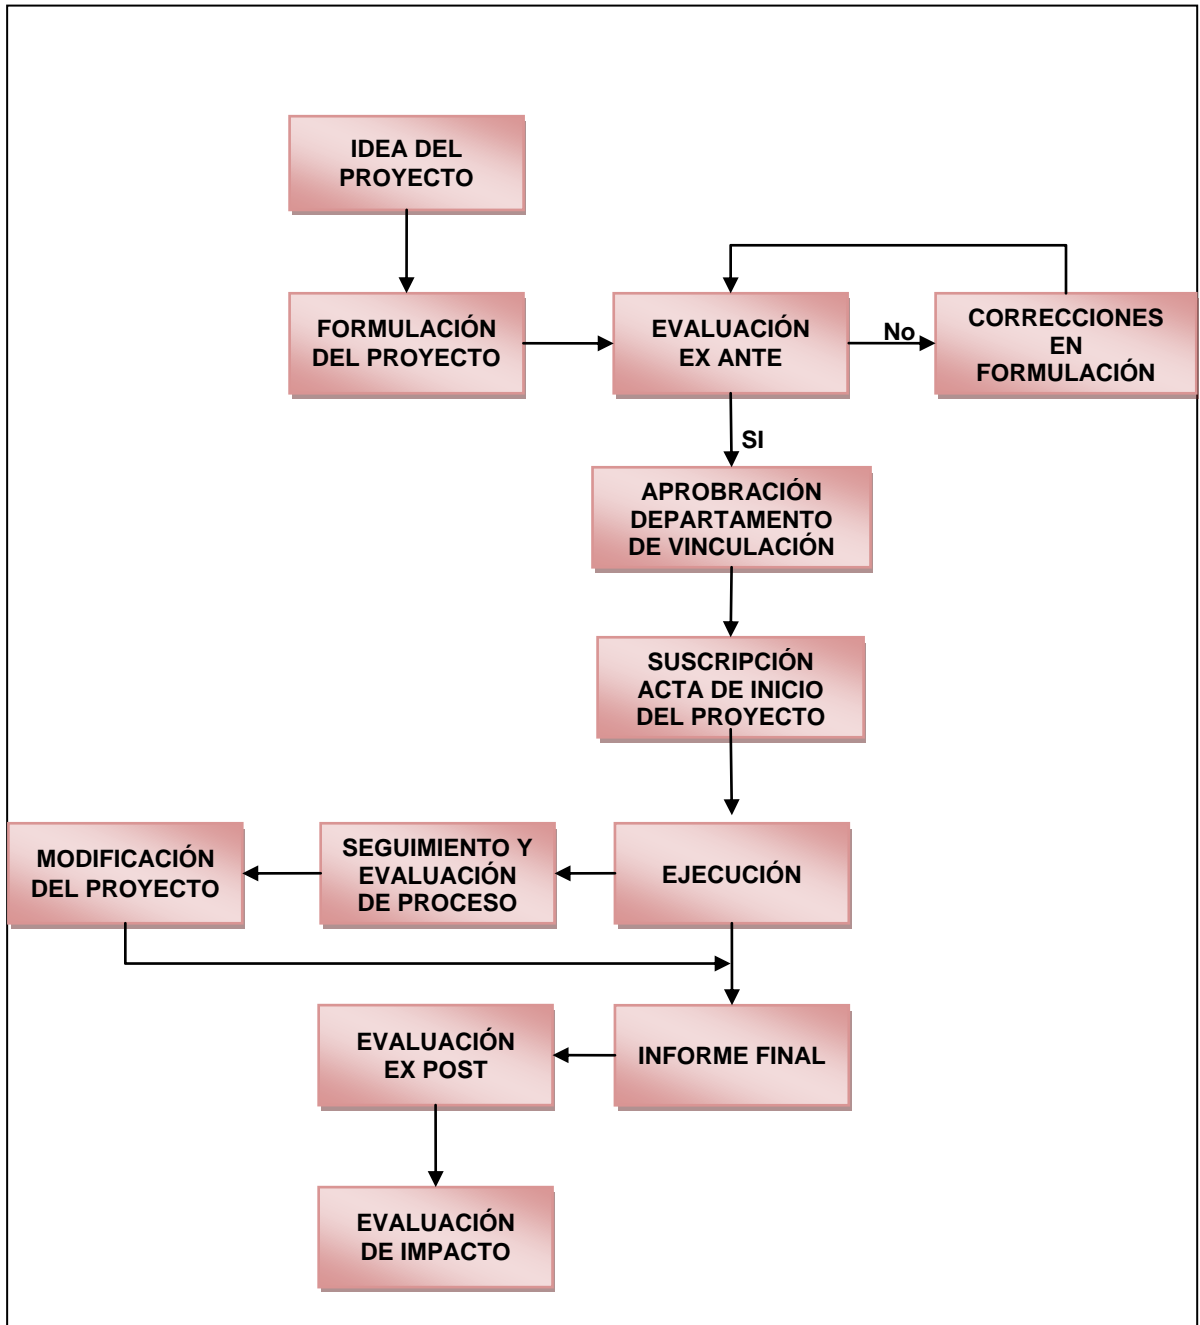 IDEA DEL
PROYECTO
FORMULACIÓN
DEL PROYECTO
EVALUACIÓN
EX ANTE
No
CORRECCIONES
EN
FORMULACIÓN
SI
APROBRACIÓN
DEPARTAMENTO
DE VINCULACIÓN
SUSCRIPCIÓN
ACTA DE INICIO
DEL PROYECTO
MODIFICACIÓN
DEL PROYECTO
SEGUIMIENTO Y
EVALUACIÓN
DE PROCESO
EJECUCIÓN
EVALUACIÓN
EX POST
INFORME FINAL
EVALUACIÓN
DE IMPACTO